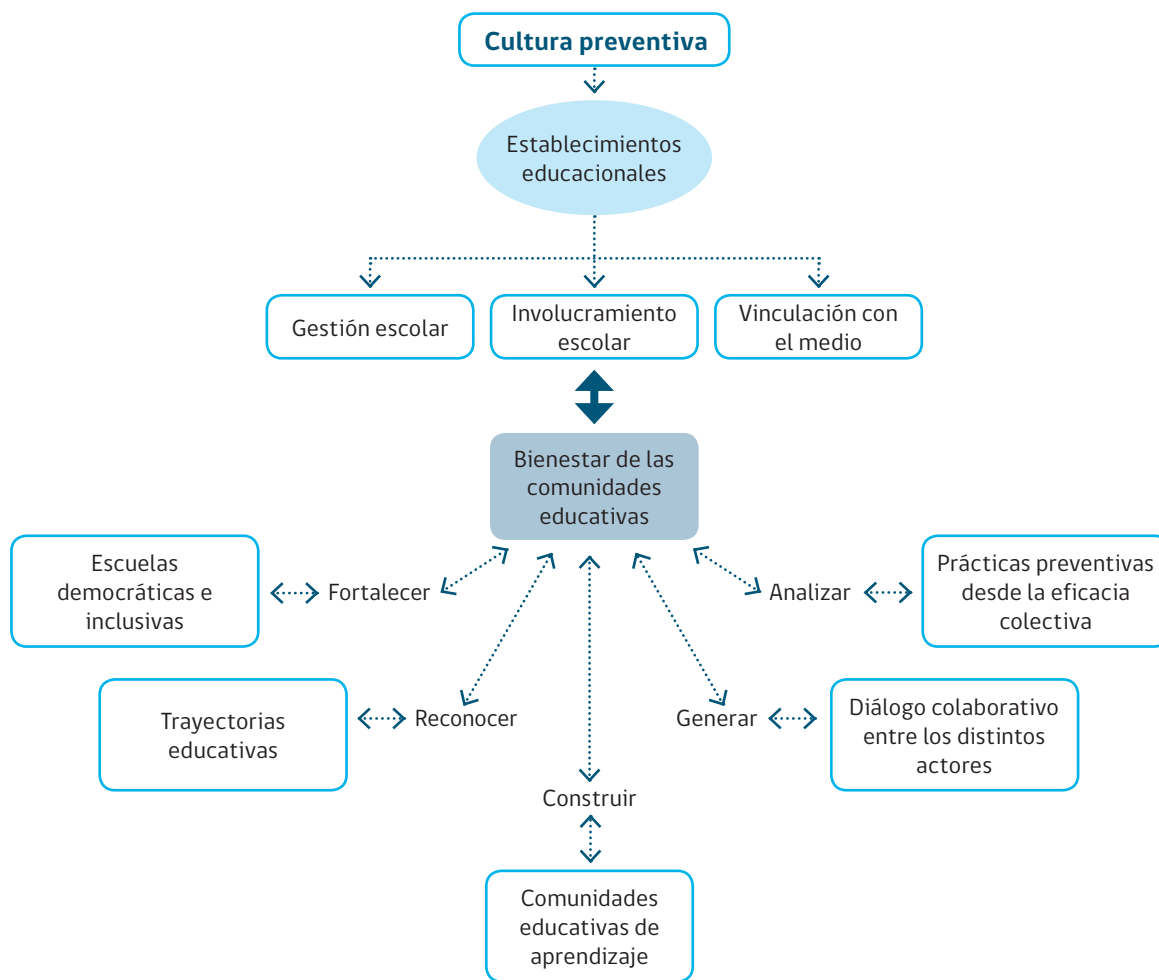 Cultura preventiva
Establecimientos
educacionales
Gestión escolar
Involucramiento
escolar
Vinculación con
el medio
Bienestar de las
comunidades
educativas
Escuelas
democráticas e
inclusivas
Fortalecer
Analizar
Prácticas preventivas
desde la eficacia
colectiva
Trayectorias
educativas
Reconocer
Generar
Diálogo colaborativo
entre los distintos
actores
Construir
Comunidades
educativas de
aprendizaje